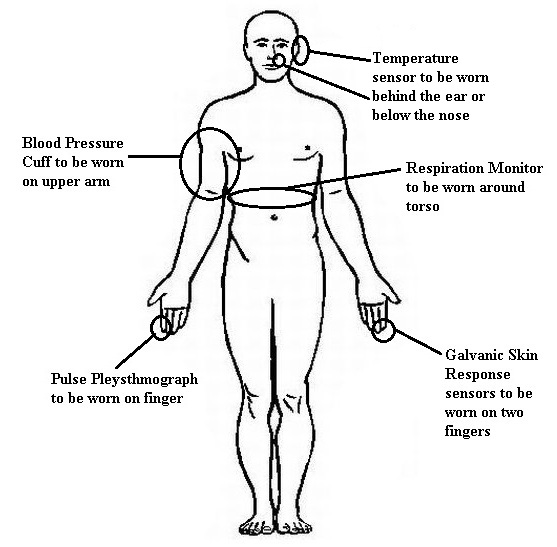 Temperature
sensor to be worn
behind the ear or
below the nose
Blood Pressure
Cuff to be worn
on upper arm
Respiration Monitor
to be worn around
torso
Pulse Pleysthmograph
to be worn on finger
Galvanic Skin
Response
sensors to be
worn on two
fingers